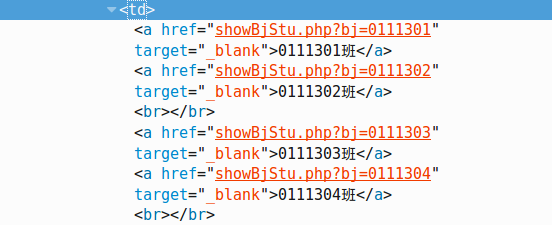 <td>
<a href="showBjStu.php?bj=0111301"
target="_blank">0111301班</a>
<a href="showBjStu.php?bj=0111302"
target="_blank">0111302班</a>
<br></br>
<a href="showBjStu.php?bj=0111303"
target="_blank">0111303班</a>
<a href="showBjStu.php?bj=0111304"
target="_blank">0111304班</a>
<br></br>